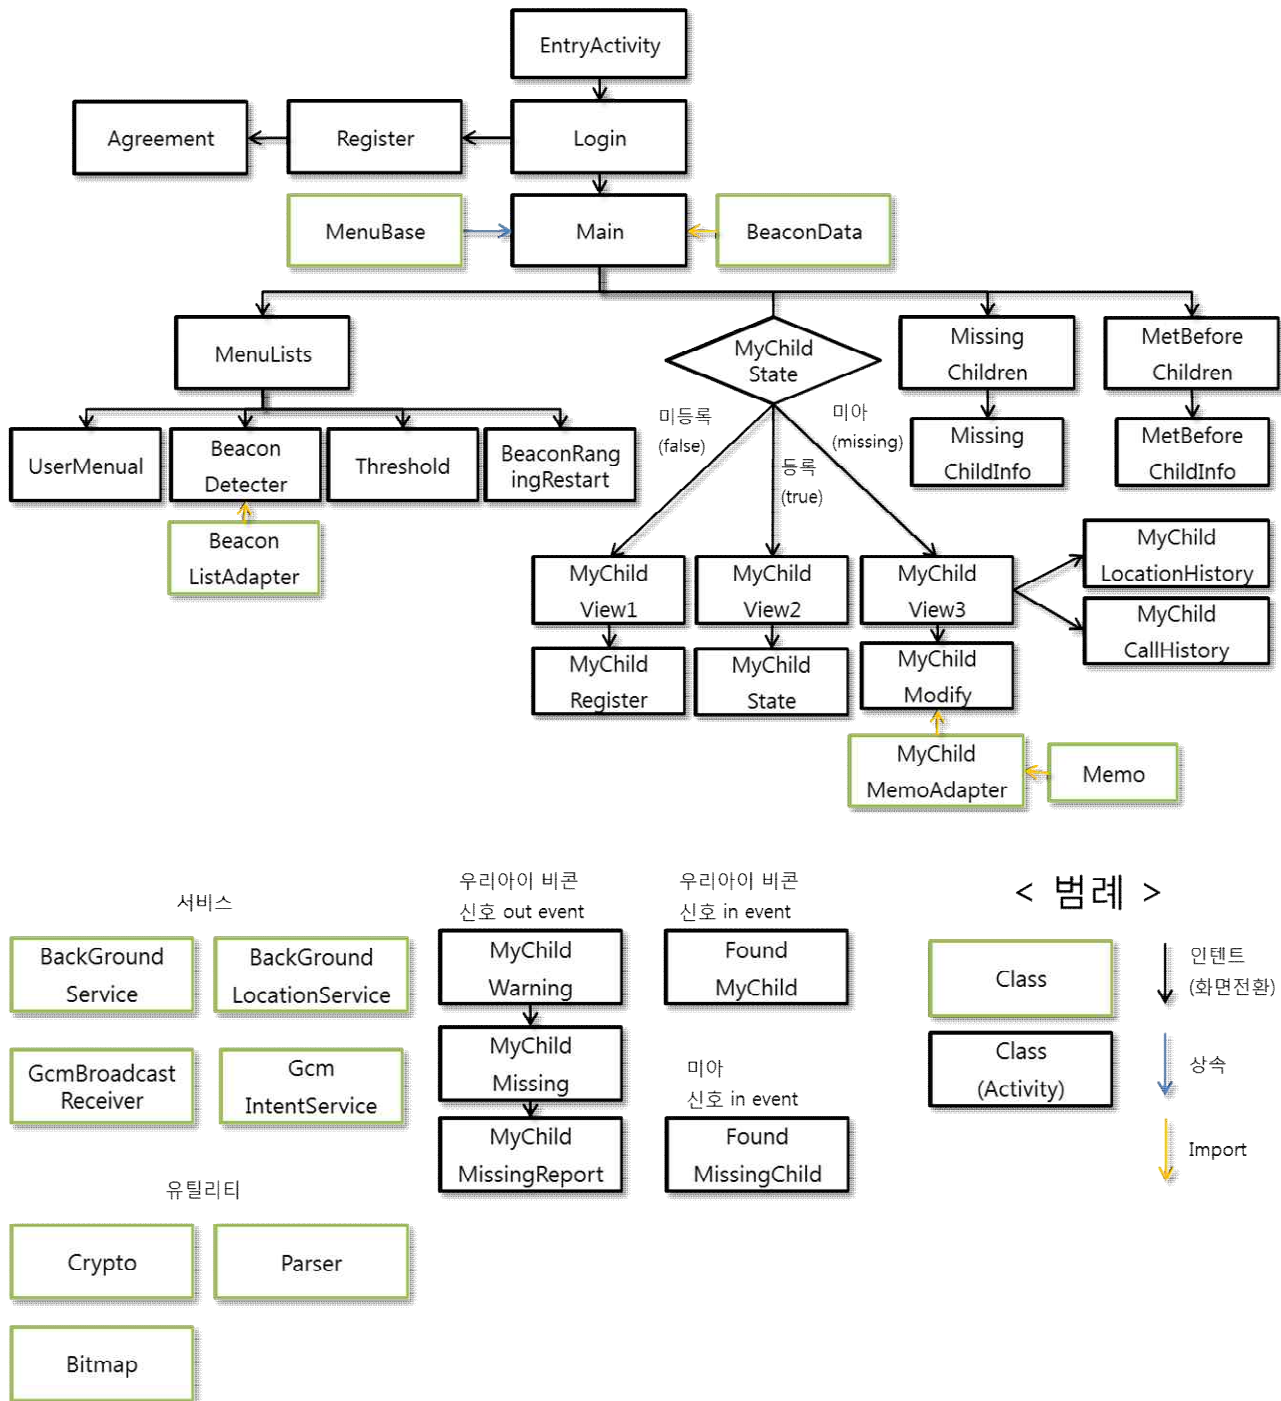 EntryActivity
Agreement
Register
Login
MenuBase
Main
BeaconData
MenuLists
MyChild
State
Missing
Children
MetBefore
Children
미등록
(false)
등록
(true)
미아
(missing)
UserMenual
Beacon
Detecter
Threshold
BeaconRang
ingRestart
Missing
ChildInfo
MetBefore
ChildInfo
Beacon
ListAdapter
MyChild
View1
MyChild
View2
MyChild
View3
MyChild
LocationHistory
MyChild
CallHistory
MyChild
Register
MyChild
State
MyChild
Modify
MyChild
MemoAdapter
Memo
서비스
BackGround
Service
BackGround
LocationService
GcmBroadcast
Receiver
Gcm
IntentService
유틸리티
Crypto
Parser
Bitmap
우리아이 비콘
신호 out event
MyChild
Warning
MyChild
Missing
MyChild
MissingReport
우리아이 비콘
신호 in event
Found
MyChild
미아
신호 in event
Found
MissingChild
< 범례 >
Class
Class
(Activity)
인텐트
(화면전환)
상속
Import